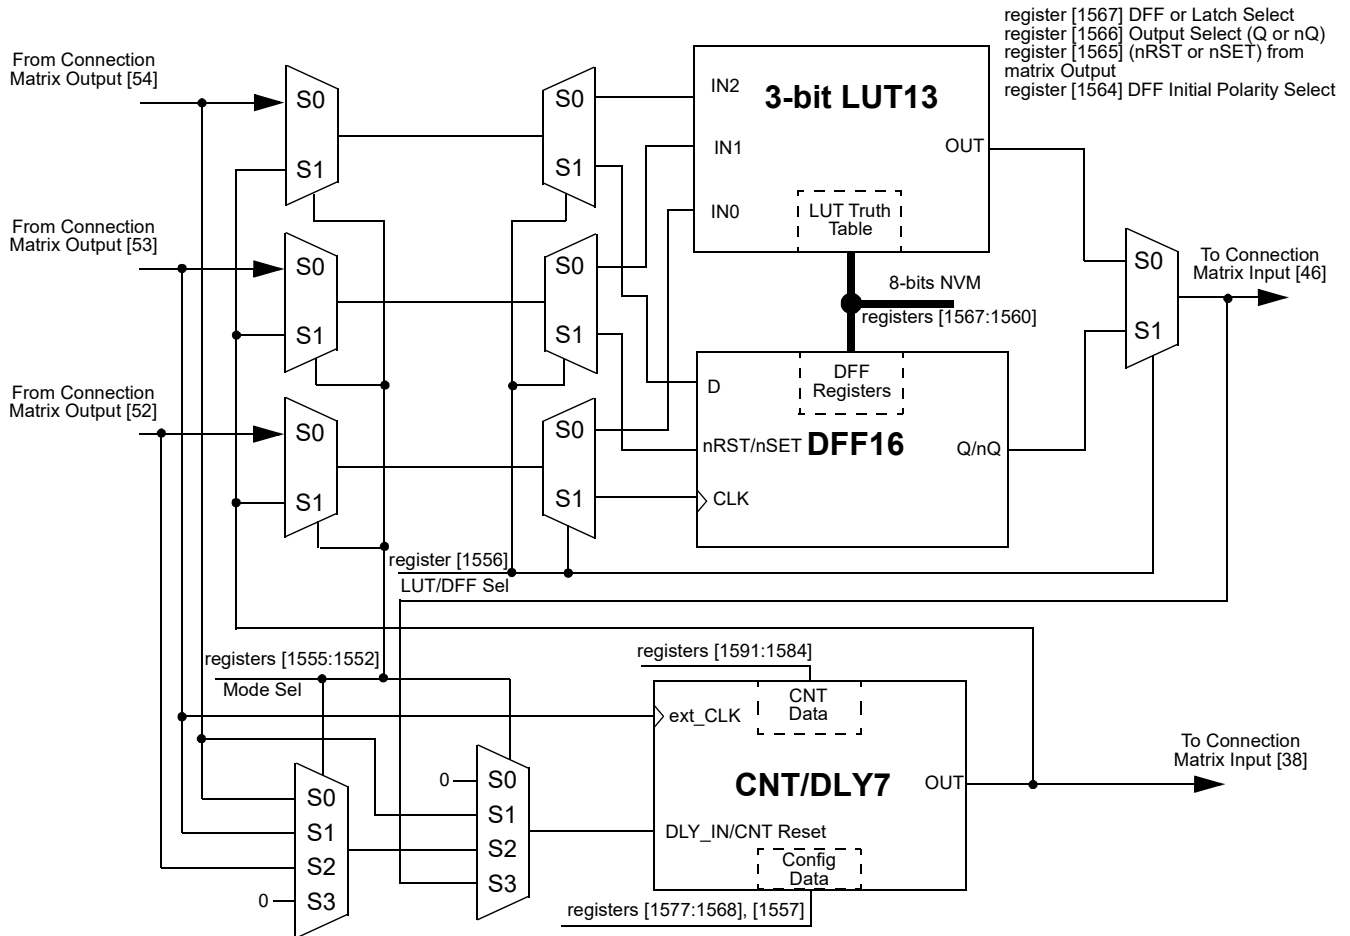 register [1567] DFF or Latch Select
register [1566] Output Select (Q or nQ)
register [1565] (nRST or nSET) from
matrix Output
register [1564] DFF Initial Polarity Select
From Connection
Matrix Output [54]
S0
S1
S0
S1
IN2
3-bit LUT13
IN1
OUT
IN0
LUT Truth
Table
From Connection
Matrix Output [53]
S0
S1
S0
S1
8-bits NVM
registers [1567:1560]
S0
S1
To Connection
Matrix Input [46]
From Connection
Matrix Output [52]
S0
S1
S0
S1
D
DFF
Registers
nRST/nSET
DFF16
Q/nQ
CLK
register [1556]
LUT/DFF Sel
registers [1555:1552]
Mode Sel
registers [1591:1584]
CNT
Data
ext_CLK
CNT/DLY7
OUT
To Connection
Matrix Input [38]
DLY_IN/CNT Reset
Config
Data
registers [1577:1568], [1557]
0
S0
S1
S2
S3
S0
S1
S2
0
S3